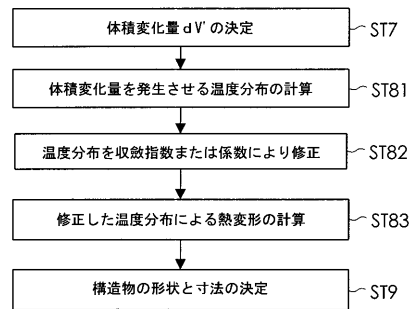 体積変化量dV'の決定 ST7
体積変化量を発生させる温度分布の計算 ST81
温度分布を収斂指数または係数により修正 ST82
修正した温度分布による熱変形の計算 ST83
構造物の形状と寸法の決定 ST9